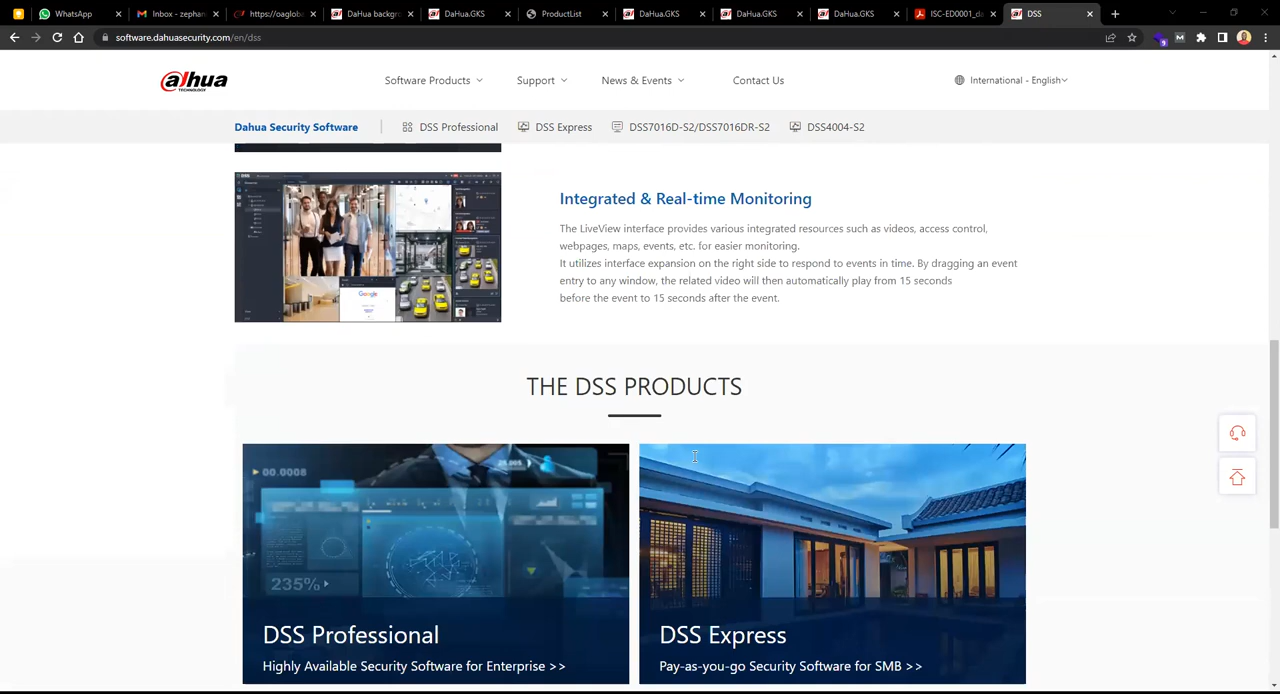 WhatsApp
Inbox - zephan
https://oaglob
DaHua backgr
DaHua.GKS
ProductList
DaHua.GKS
DaHua.GKS
DaHua.GKS
ISC-ED0001_da
DSS
software.dahuasecurity.com/en/dss
alhua
TECHNOLOGY
Software Products
Support
News & Events
Contact Us
International - English
Dahua Security Software
DSS Professional
DSS Express
DSS7016D-S2/DSS7016DR-S2
DSS4004-S2
Integrated & Real-time Monitoring
The LiveView interface provides various integrated resources such as videos, access control,
webpages, maps, events, etc. for easier monitoring.
It utilizes interface expansion on the right side to respond to events in time. By dragging an event
entry to any window, the related video will then automatically play from 15 seconds
before the event to 15 seconds after the event.
Google
THE DSS PRODUCTS
00.0008
235%
DSS Professional
Highly Available Security Software for Enterprise >>
DSS Express
Pay-as-you-go Security Software for SMB >>